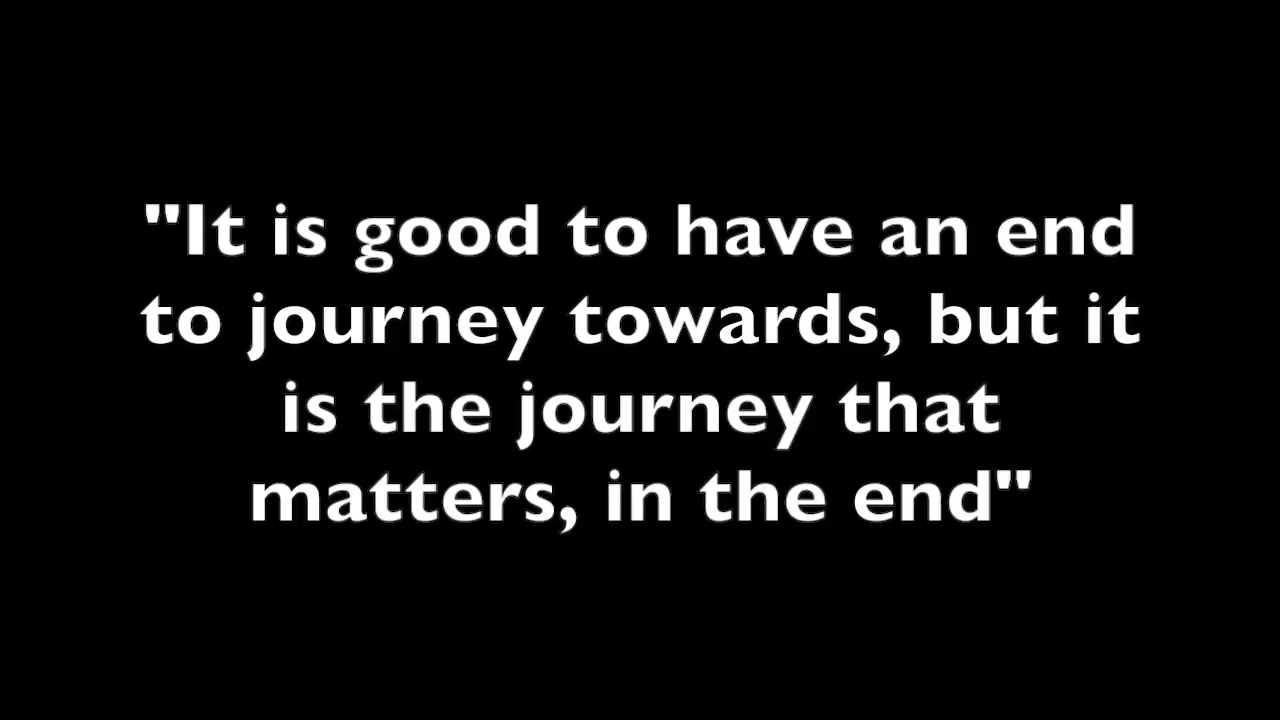 "It is good to have an end
to journey towards, but it
is the journey that
matters, in the end"